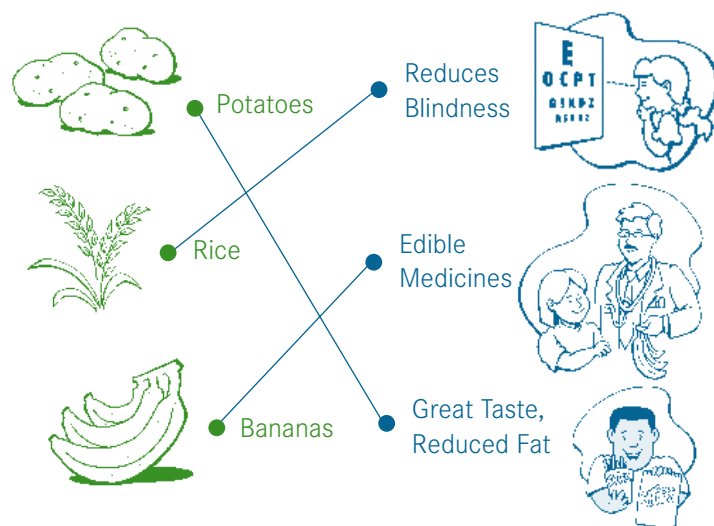 Potatoes
Rice
Bananas
Reduces
Blindness
Edible
Medicines
Great Taste,
Reduced Fat
E
OCPT